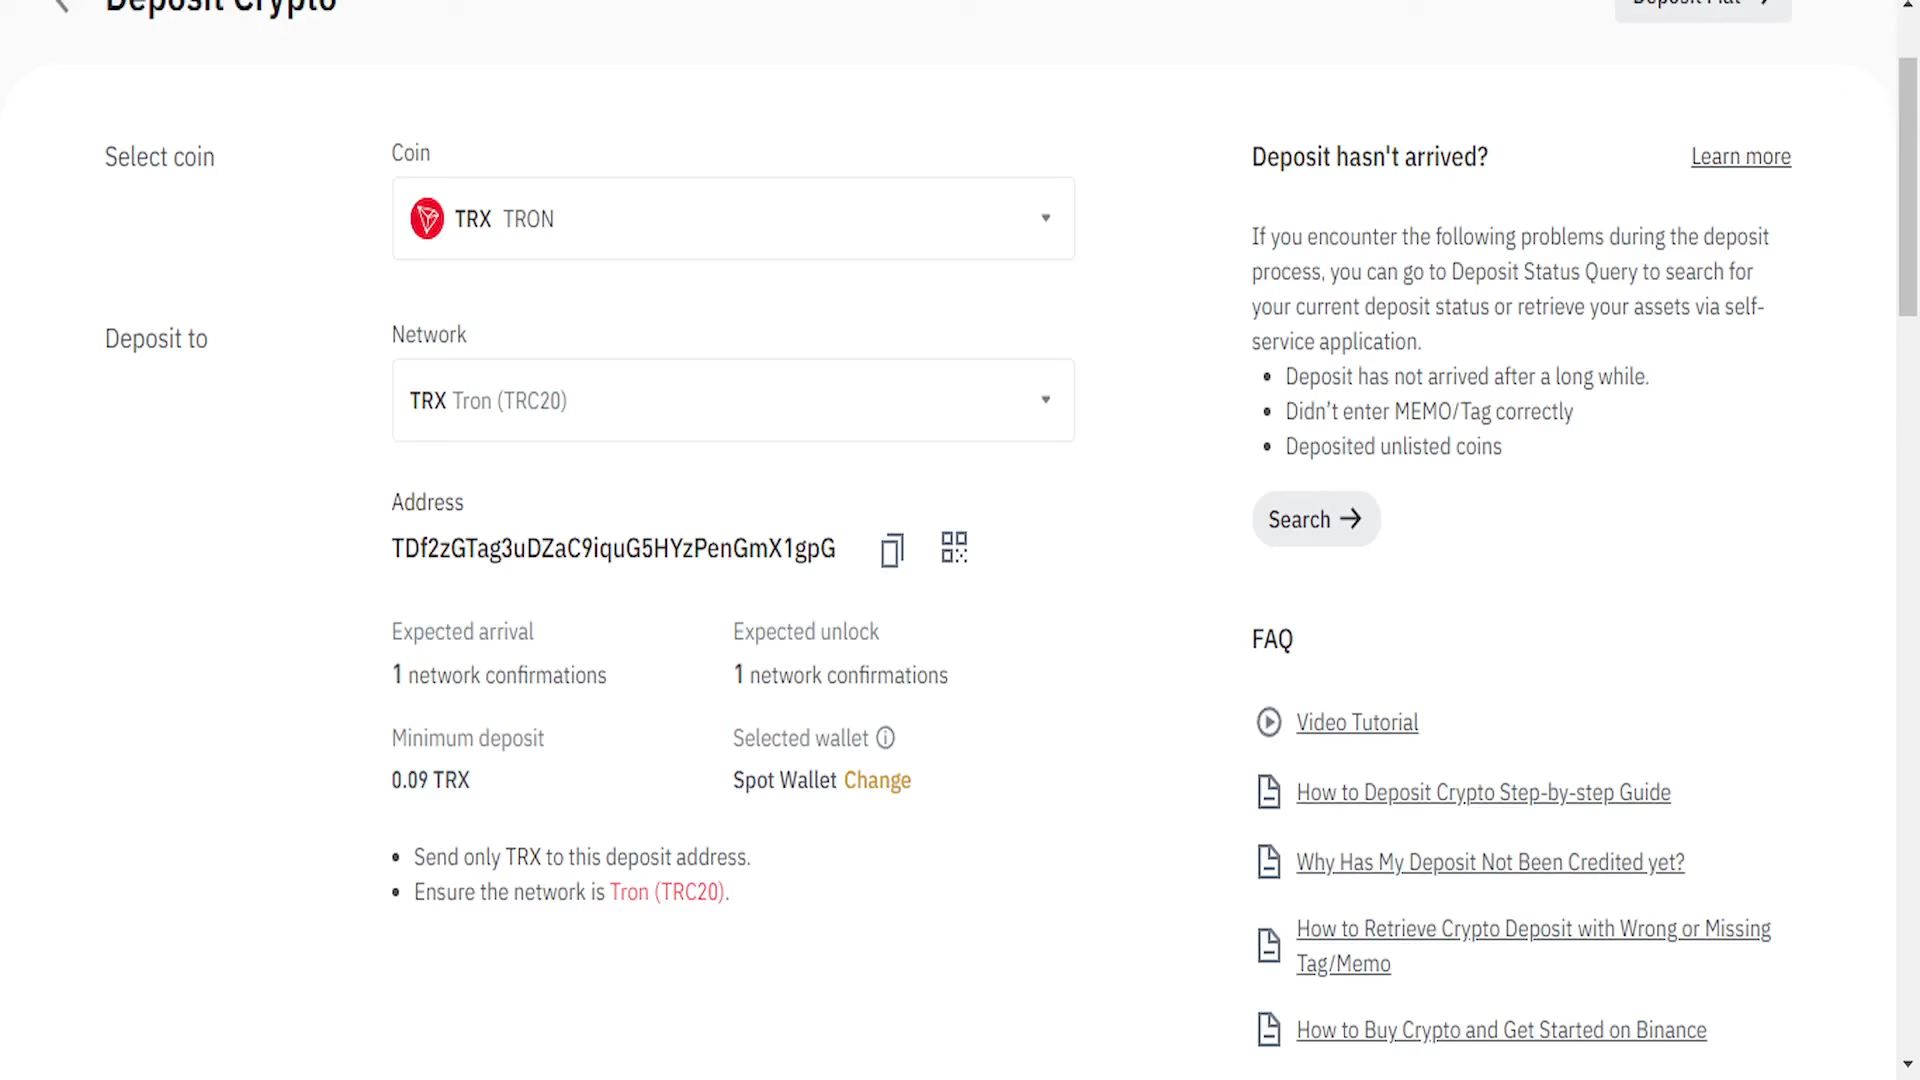 Deposit Crypto
Deposit Fiat
Select coin
Coin
TRX TRON
Deposit to
Network
TRX Tron (TRC20)
Address
TDf2zGTag3uDZaC9iquG5HYzPenGmX1gpG
Expected arrival
1 network confirmations
Expected unlock
1 network confirmations
Minimum deposit
0.09 TRX
Selected wallet
Spot Wallet Change
Send only TRX to this deposit address.
Ensure the network is Tron (TRC20).
Deposit hasn't arrived?
Learn more
If you encounter the following problems during the deposit
process, you can go to Deposit Status Query to search for
your current deposit status or retrieve your assets via self-
service application.
Deposit has not arrived after a long while.
Didn’t enter MEMO/Tag correctly
Deposited unlisted coins
Search
FAQ
Video Tutorial
How to Deposit Crypto Step-by-step Guide
Why Has My Deposit Not Been Credited yet?
How to Retrieve Crypto Deposit with Wrong or Missing
Tag/Memo
How to Buy Crypto and Get Started on Binance